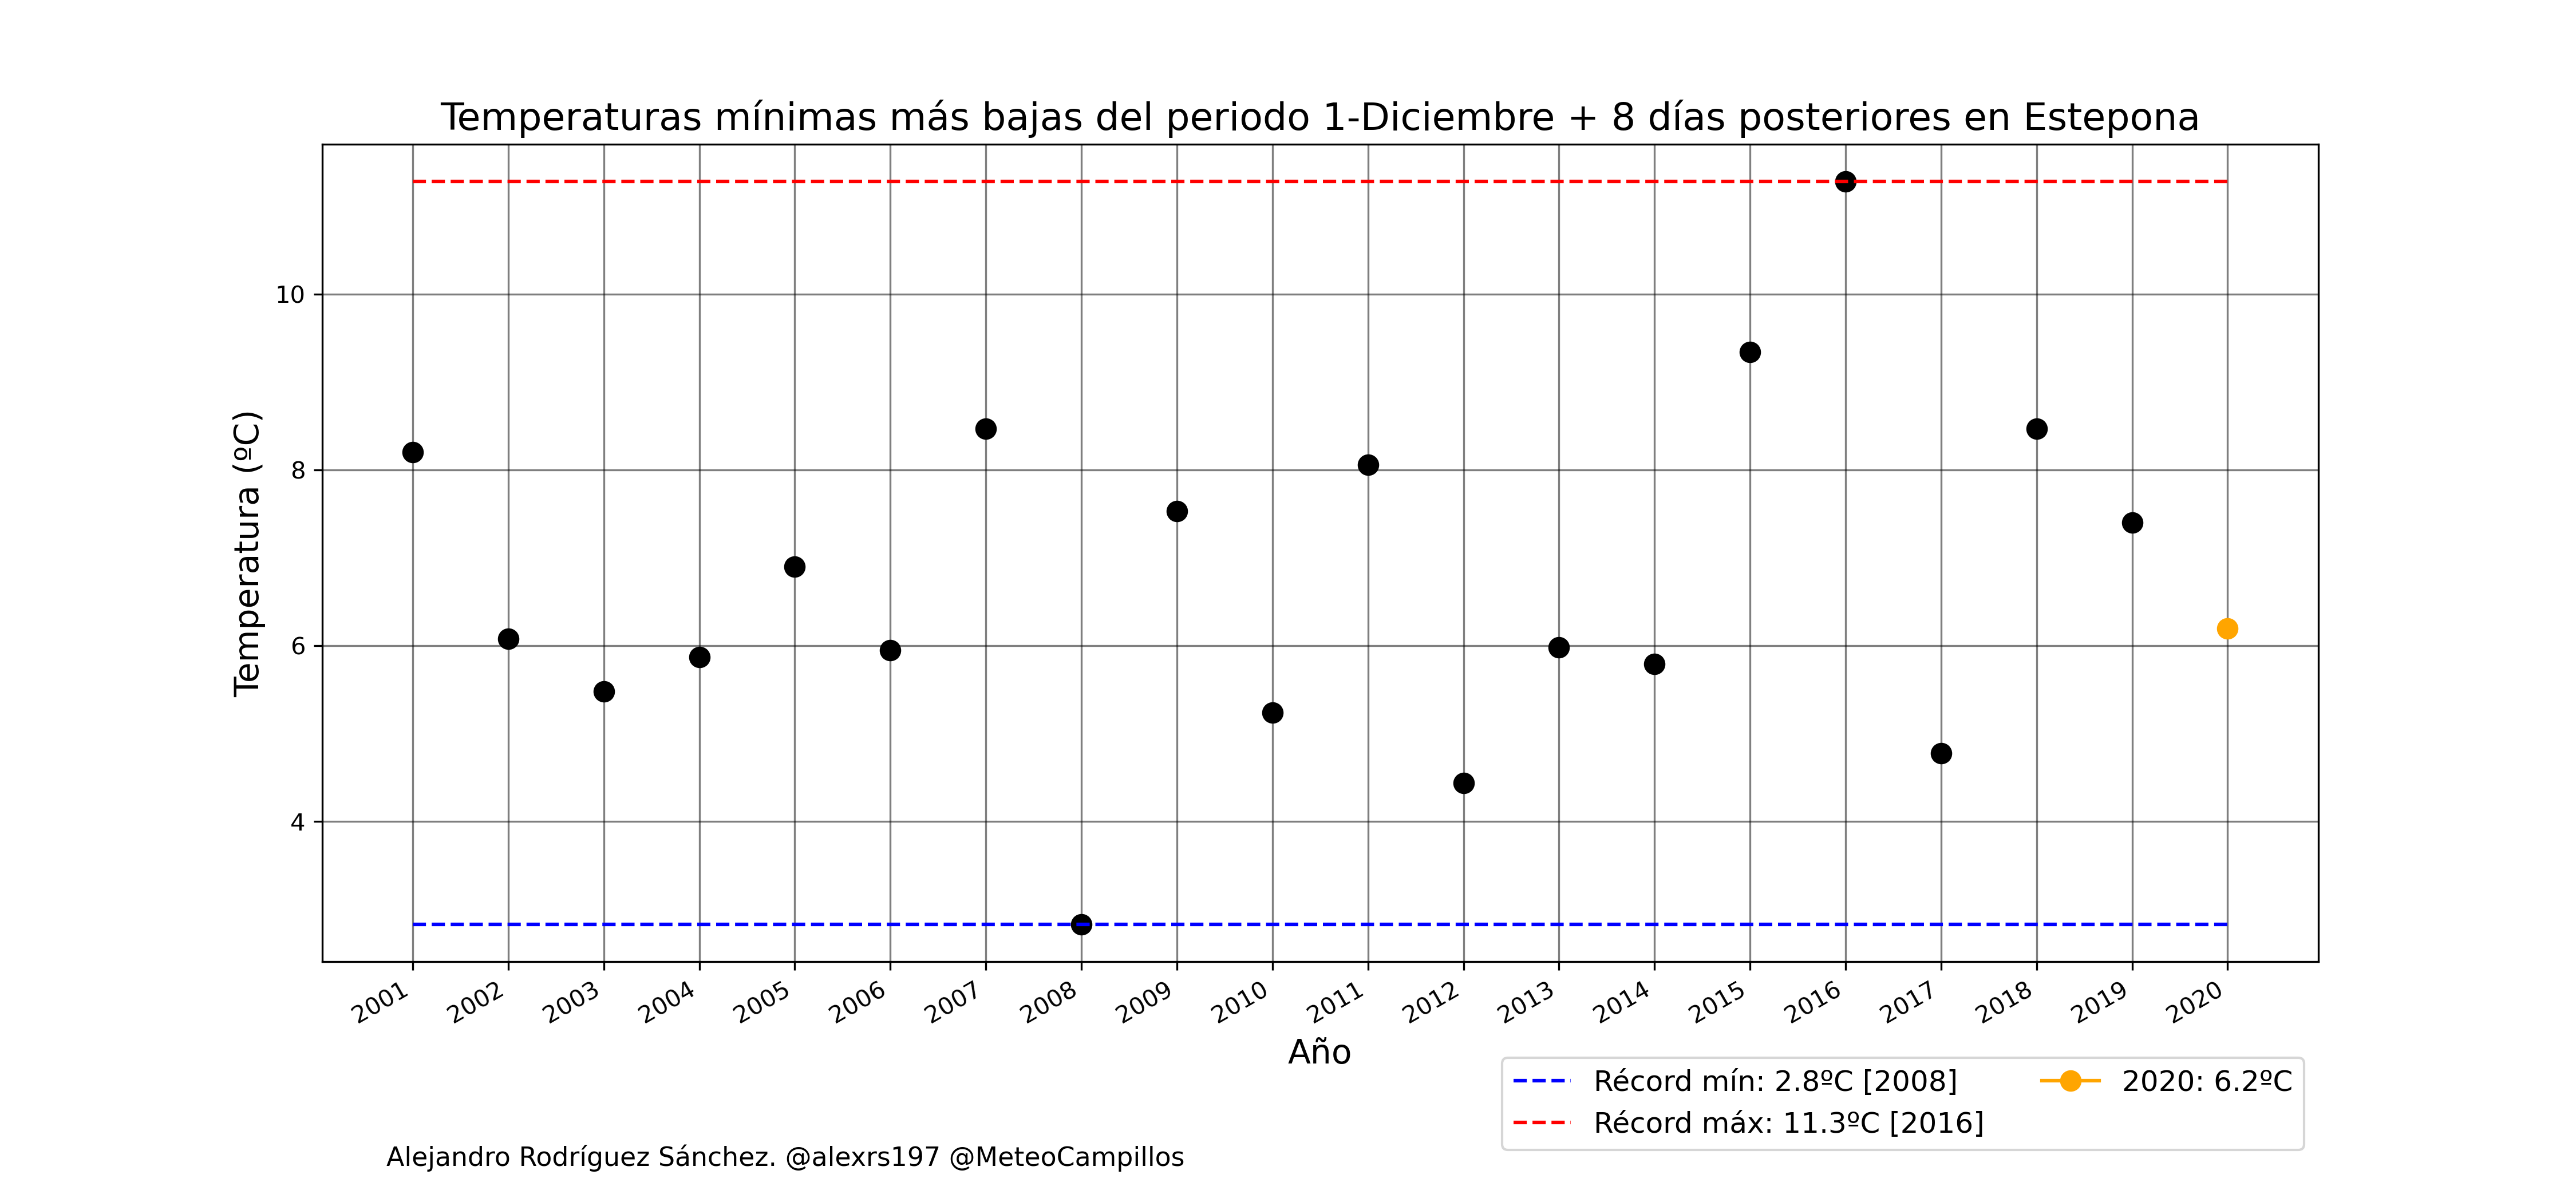 Temperaturas mínimas más bajas del periodo 1-Diciembre + 8 días posteriores en Estepona
Temperatura (ºC)
10
8
6
4
2001 2002 2003 2004 2005 2006 2007 2008 2009 2010 2011 2012 2013 2014 2015 2016 2017 2018 2019 2020
Año
Récord mín: 2.8ºC [2008]
Récord máx: 11.3ºC [2016]
2020: 6.2ºC
Alejandro Rodríguez Sánchez. @alexrs197 @MeteoCampillos